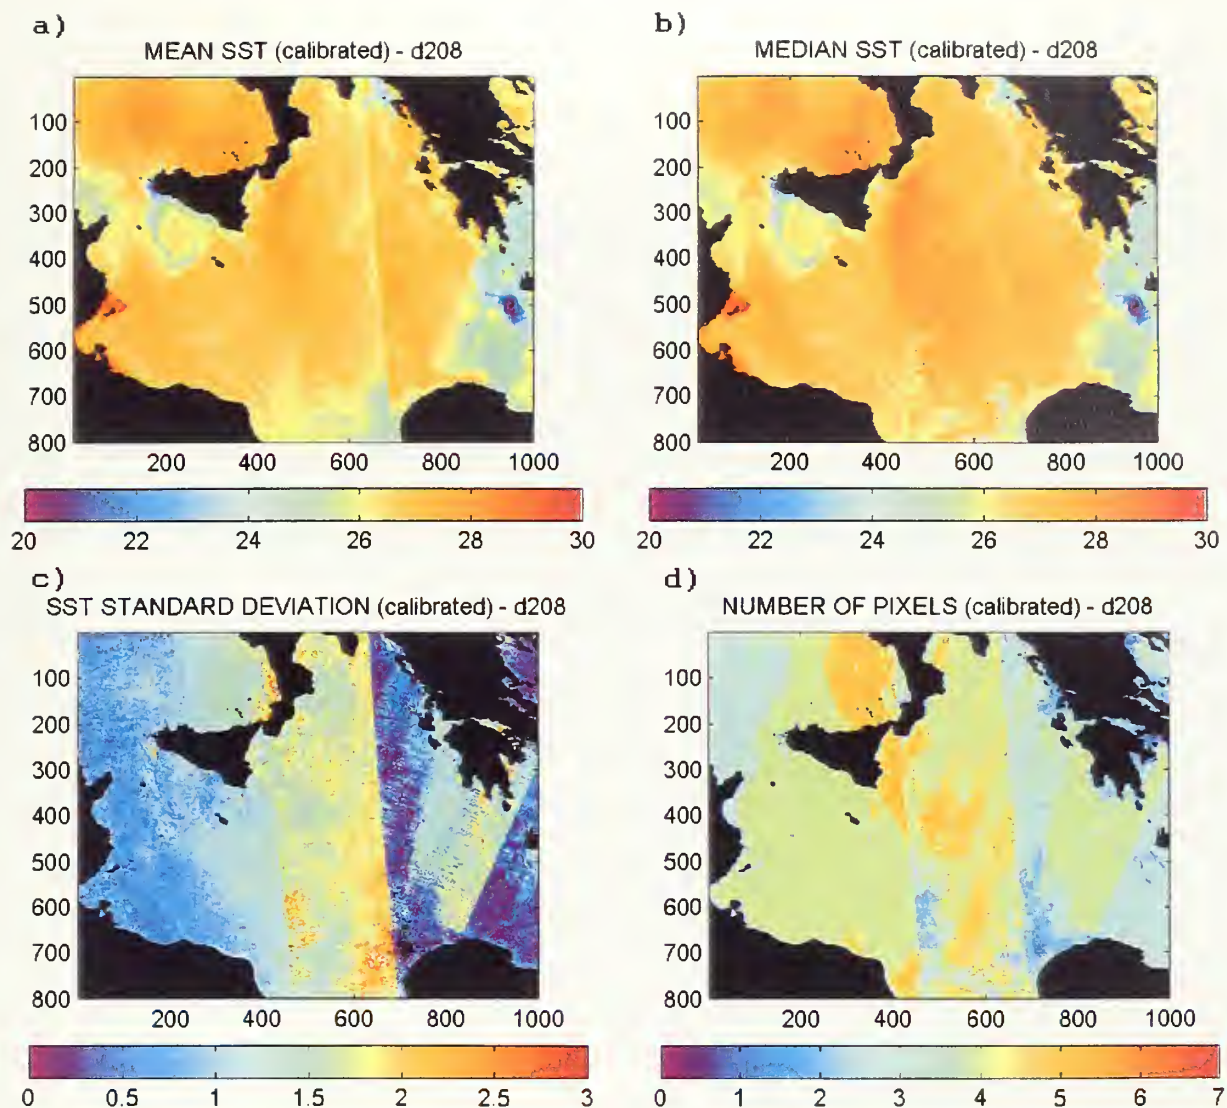 a)
MEAN SST (calibrated) - d208
100
200
300
400
500
600
700
800
200 400 600 800 1000
20 22 24 26 28 30
b)
MEDIAN SST (calibrated) - d208
100
200
300
400
500
600
700
800
200 400 600 800 1000
20 22 24 26 28 30
c)
SST STANDARD DEVIATION (calibrated) - d208
100
200
300
400
500
600
700
800
200 400 600 800 1000
0 0.5 1 1.5 2 2.5 3
d)
NUMBER OF PIXELS (calibrated) - d208
100
200
300
400
500
600
700
800
200 400 600 800 1000
0 1 2 3 4 5 6 7